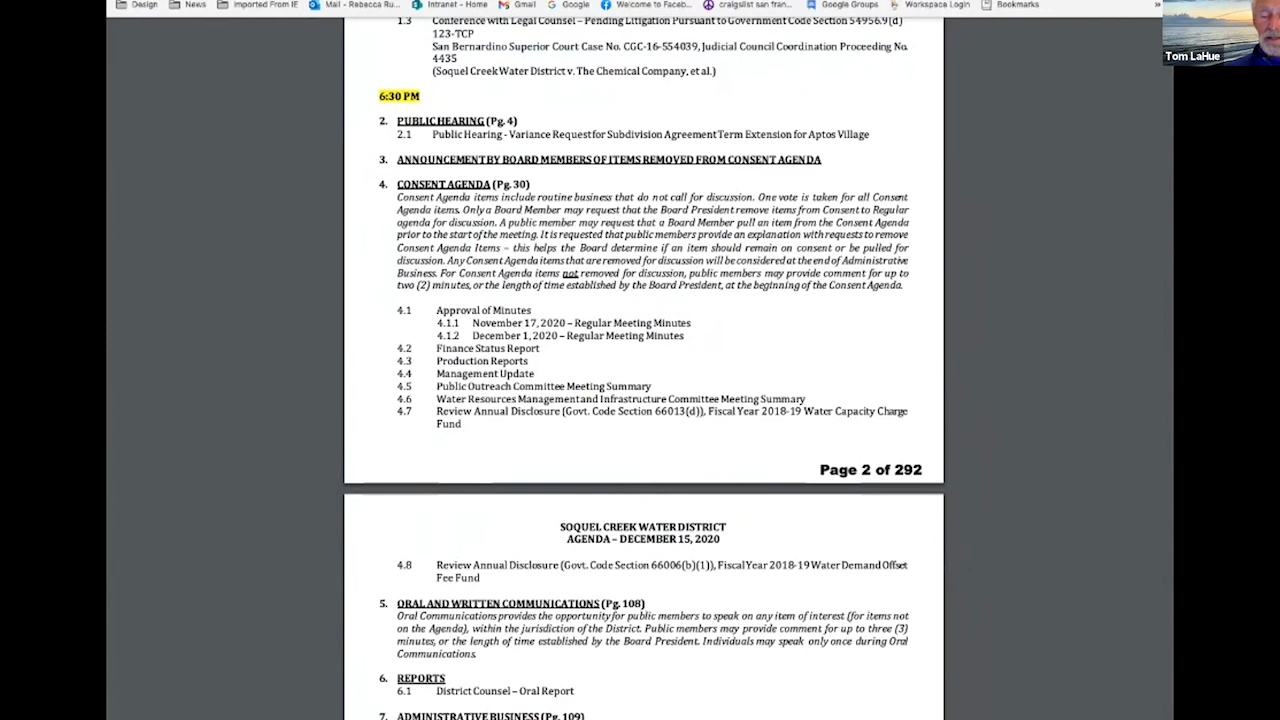 Design News Imported From IE Mail - Rebecca Ru... Intranet - Home Gmail Google Welcome to Faceb... craigslist san fran... Google Groups Workspace Login Bookmarks »
Tom LaHue
1.3 Conference with Legal Counsel – Pending Litigation Pursuant to Government Code Section 54956.9(d)
123-TCP
San Bernardino Superior Court Case No. CGC-16-554039, Judicial Council Coordination Proceeding No.
4435
(Soquel Creek Water District v. The Chemical Company, et al.)
6:30 PM
2. PUBLIC HEARING (Pg. 4)
2.1 Public Hearing - Variance Request for Subdivision Agreement Term Extension for Aptos Village
3. ANNOUNCEMENT BY BOARD MEMBERS OF ITEMS REMOVED FROM CONSENT AGENDA
4. CONSENT AGENDA (Pg. 30)
Consent Agenda items include routine business that do not call for discussion. One vote is taken for all Consent
Agenda items. Only a Board Member may request that the Board President remove items from Consent to Regular
agenda for discussion. A public member may request that a Board Member pull an item from the Consent Agenda
prior to the start of the meeting. It is requested that public members provide an explanation with requests to remove
Consent Agenda Items – this helps the Board determine if an item should remain on consent or be pulled for
discussion. Any Consent Agenda items that are removed for discussion will be considered at the end of Administrative
Business. For Consent Agenda items not removed for discussion, public members may provide comment for up to
two (2) minutes, or the length of time established by the Board President, at the beginning of the Consent Agenda.
4.1 Approval of Minutes
4.1.1 November 17, 2020 – Regular Meeting Minutes
4.1.2 December 1, 2020 – Regular Meeting Minutes
4.2 Finance Status Report
4.3 Production Reports
4.4 Management Update
4.5 Public Outreach Committee Meeting Summary
4.6 Water Resources Management and Infrastructure Committee Meeting Summary
4.7 Review Annual Disclosure (Govt. Code Section 66013(d)), Fiscal Year 2018-19 Water Capacity Charge
Fund
Page 2 of 292
SOQUEL CREEK WATER DISTRICT
AGENDA – DECEMBER 15, 2020
4.8 Review Annual Disclosure (Govt. Code Section 66006(b)(1)), Fiscal Year 2018-19 Water Demand Offset
Fee Fund
5. ORAL AND WRITTEN COMMUNICATIONS (Pg. 108)
Oral Communications provides the opportunity for public members to speak on any item of interest (for items not
on the Agenda), within the jurisdiction of the District. Public members may provide comment for up to three (3)
minutes, or the length of time established by the Board President. Individuals may speak only once during Oral
Communications.
6. REPORTS
6.1 District Counsel – Oral Report
7. ADMINISTRATIVE BUSINESS (Pg. 109)